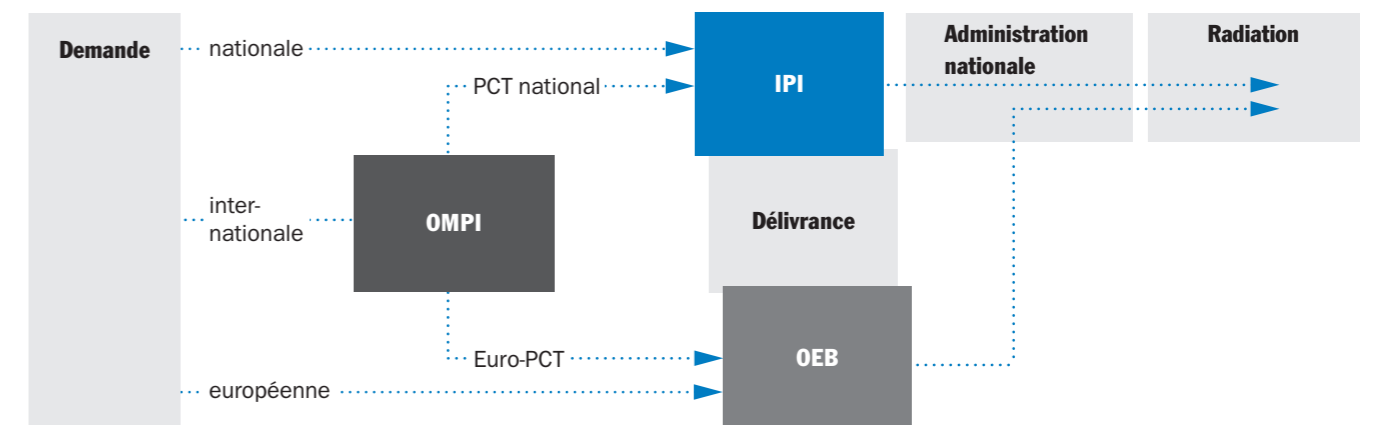 Demande
nationale
PCT national
IPI
Administration
nationale
Radiation
inter-
nationale
OMPI
Délivrance
Euro-PCT
OEB
européenne